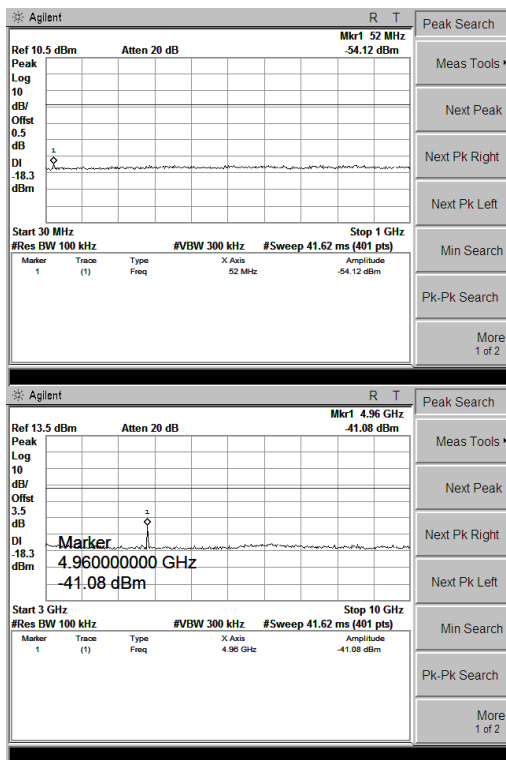 Agilent R T
Mkr1 52 MHz
Ref 10.5 dBm Atten 20 dB -54.12 dBm
Peak
Log
10
dB/
Offst
0.5
dB
DI
-18.3
dBm
1
Start 30 MHz Stop 1 GHz
#Res BW 100 kHz #VBW 300 kHz #Sweep 41.62 ms (401 pts)
Marker Trace Type X Axis Amplitude
1 (1) Freq 52 MHz -54.12 dBm
Peak Search
Meas Tools
Next Peak
Next Pk Right
Next Pk Left
Min Search
Pk-Pk Search
More
1 of 2
Agilent R T
Mkr1 4.96 GHz
Ref 13.5 dBm Atten 20 dB -41.08 dBm
Peak
Log
10
dB/
Offst
3.5
dB
DI
-18.3
dBm
1
Marker
4.960000000 GHz
-41.08 dBm
Start 3 GHz Stop 10 GHz
#Res BW 100 kHz #VBW 300 kHz #Sweep 41.62 ms (401 pts)
Marker Trace Type X Axis Amplitude
1 (1) Freq 4.96 GHz -41.08 dBm
Peak Search
Meas Tools
Next Peak
Next Pk Right
Next Pk Left
Min Search
Pk-Pk Search
More
1 of 2